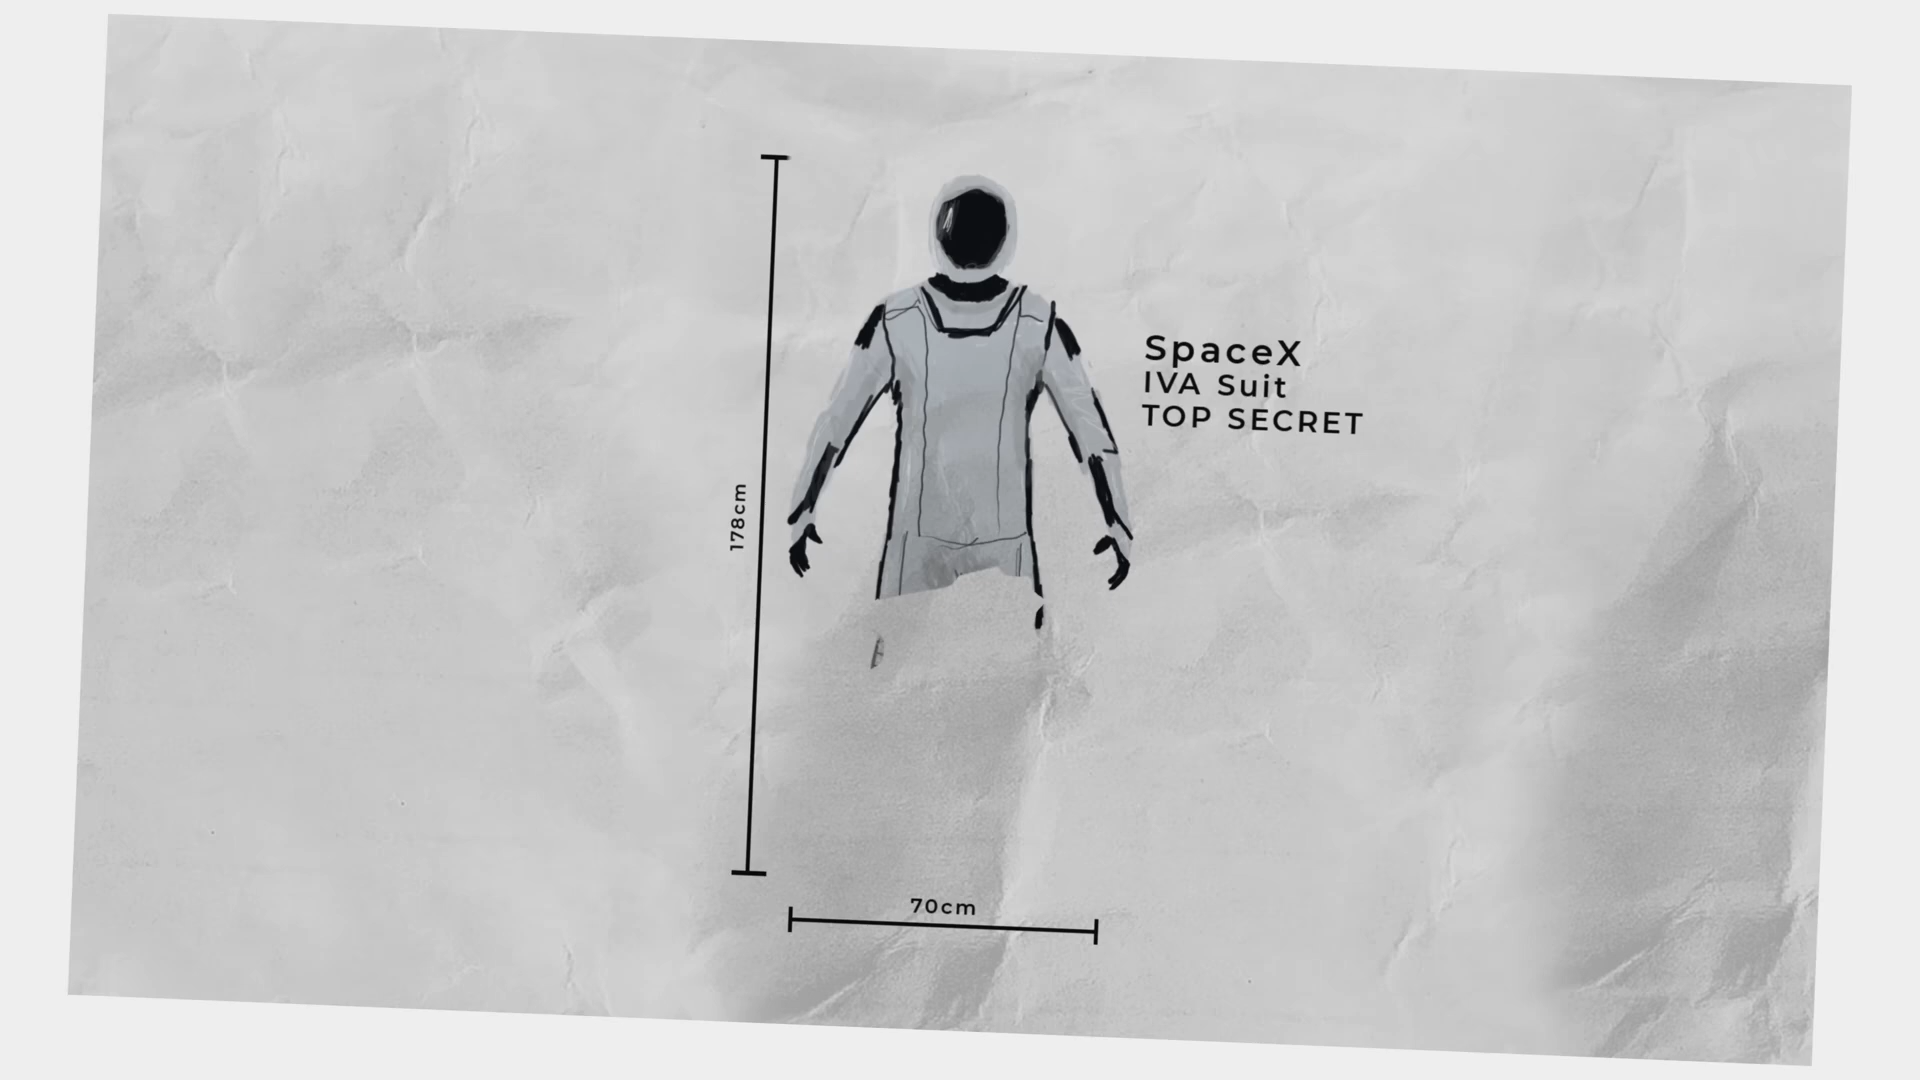 SpaceX
IVA Suit
TOP SECRET
178cm
70cm